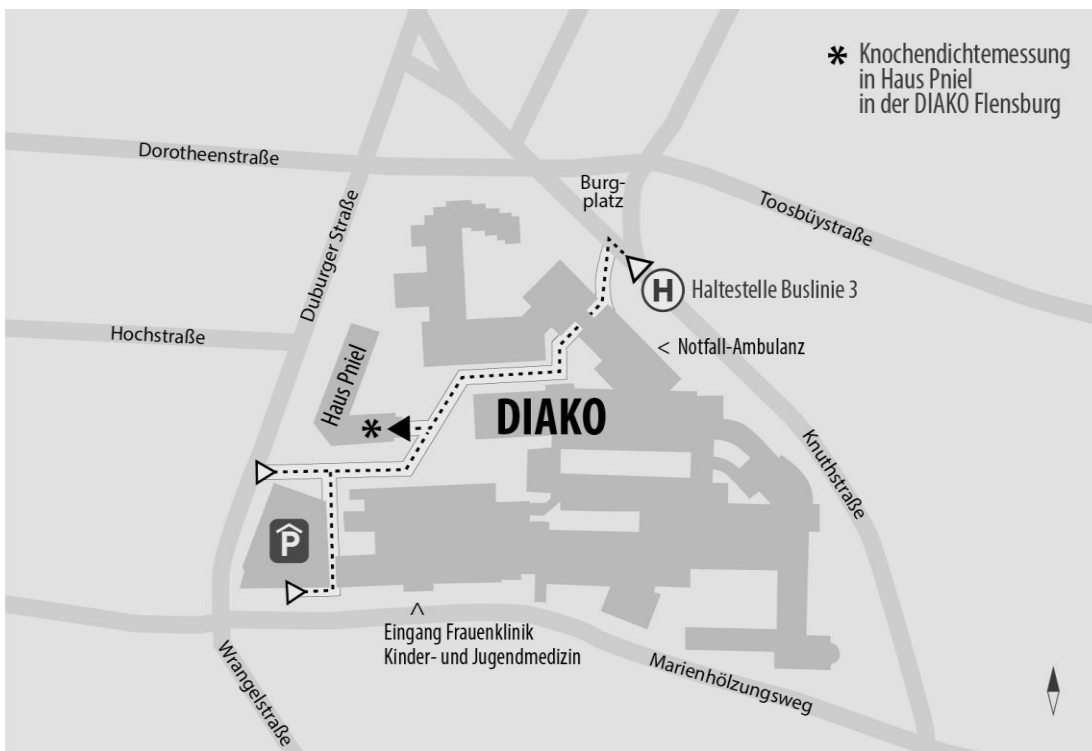 * Knochendichtemessung
in Haus Pniel
in der DIAKO Flensburg
Dorotheenstraße
Burg-
platz
Toosbüystraße
Duburger Straße
H Haltestelle Buslinie 3
Hochstraße
< Notfall-Ambulanz
Haus Pniel
*
DIAKO
Knuthstraße
P
^
Eingang Frauenklinik
Kinder- und Jugendmedizin
Marienhölzungsweg
Wrangelstraße